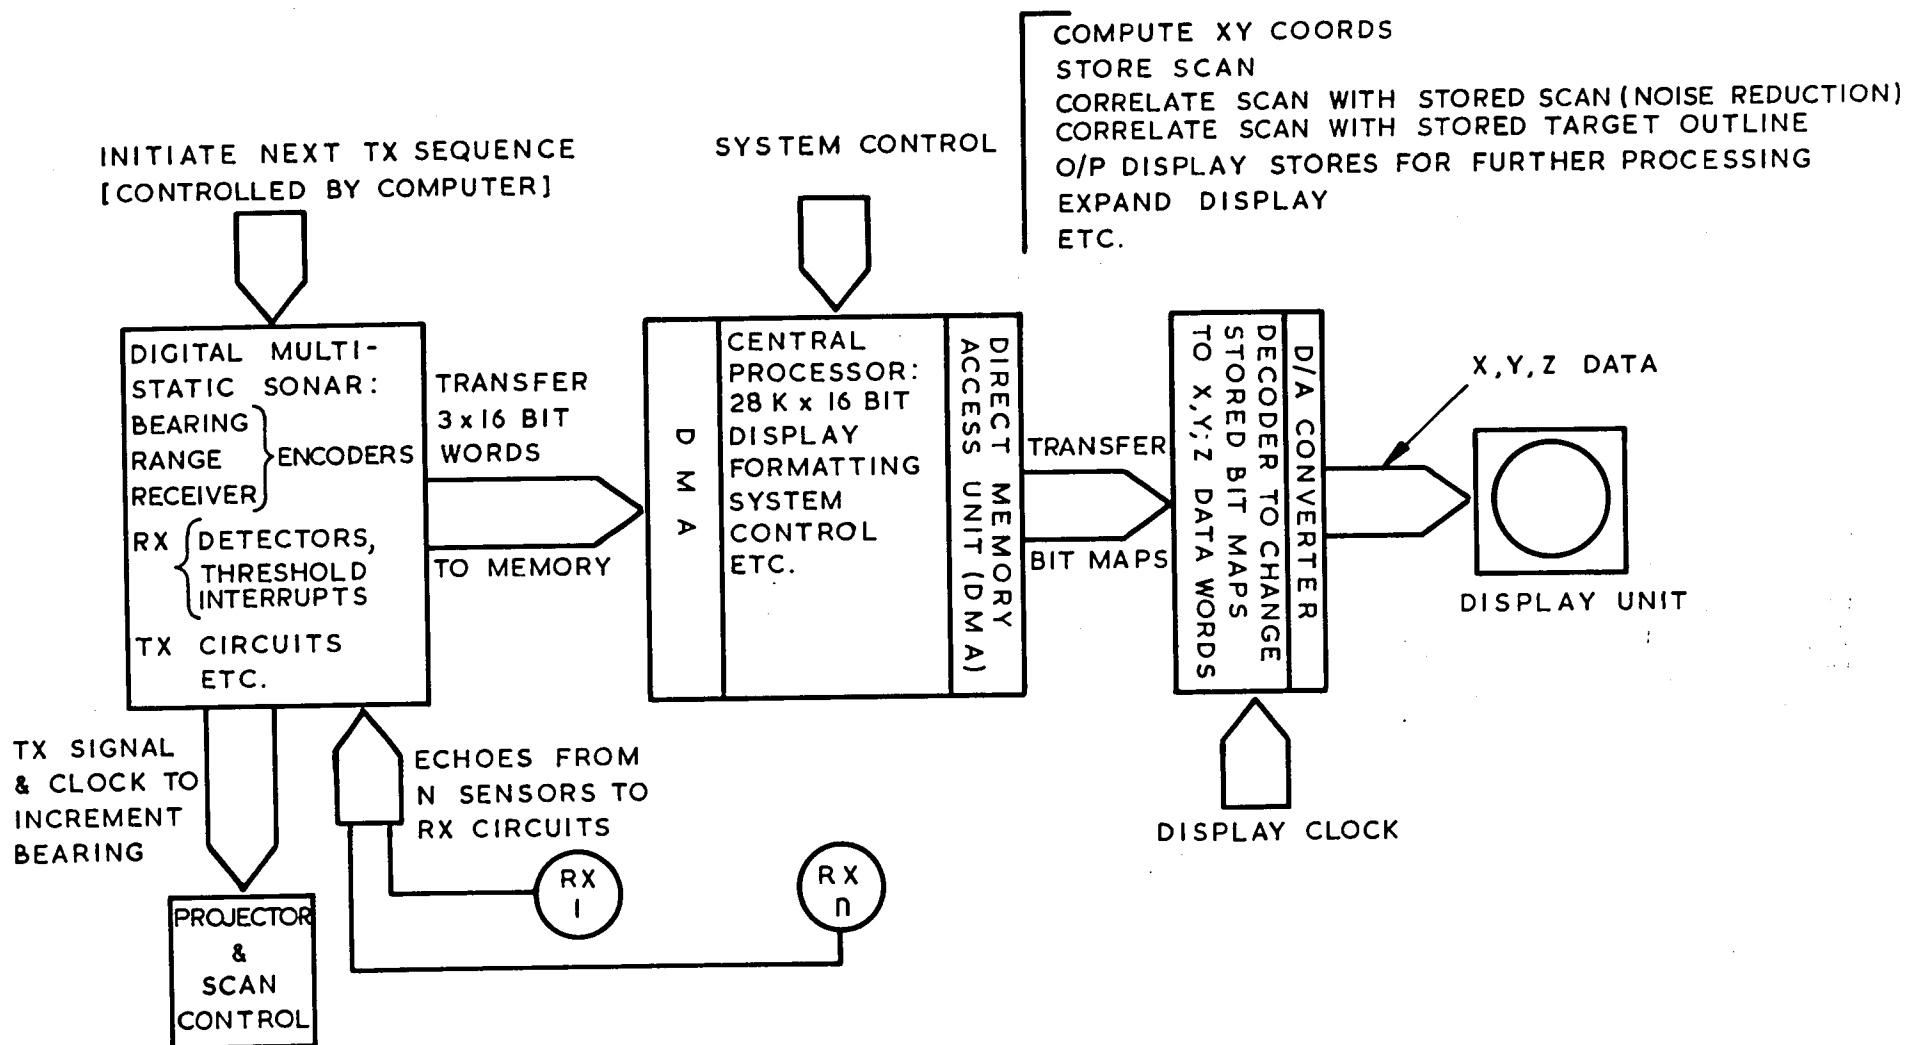 COMPUTE XY COORDS
STORE SCAN
CORRELATE SCAN WITH STORED SCAN (NOISE REDUCTION)
CORRELATE SCAN WITH STORED TARGET OUTLINE
O/P DISPLAY STORES FOR FURTHER PROCESSING
EXPAND DISPLAY
ETC.
SYSTEM CONTROL
INITIATE NEXT TX SEQUENCE
[CONTROLLED BY COMPUTER]
DIGITAL MULTI-
STATIC SONAR:
BEARING
RANGE
RECEIVER
ENCODERS
RX
DETECTORS,
THRESHOLD
INTERRUPTS
TX CIRCUITS
ETC.
TRANSFER
3 x 16 BIT
WORDS
TO MEMORY
DMA
CENTRAL
PROCESSOR:
28 K x 16 BIT
DISPLAY
FORMATTING
SYSTEM
CONTROL
ETC.
DIRECT MEMORY
ACCESS UNIT (DMA)
TRANSFER
BIT MAPS
D/A CONVERTER
DECODER TO CHANGE
STORED BIT MAPS
TO X,Y; Z DATA WORDS
X,Y,Z DATA
DISPLAY UNIT
DISPLAY CLOCK
TX SIGNAL
& CLOCK TO
INCREMENT
BEARING
ECHOES FROM
N SENSORS TO
RX CIRCUITS
RX
1
RX
n
PROJECTOR
&
SCAN
CONTROL